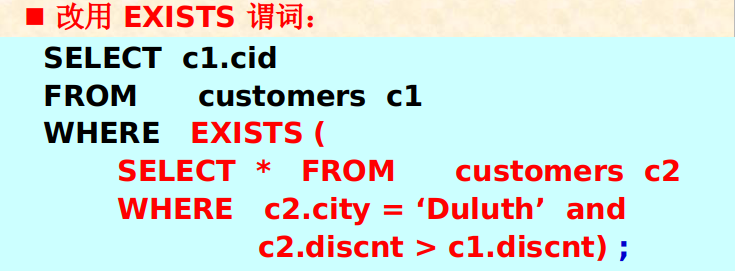 ■ 改用 EXISTS 谓词：
SELECT c1.cid
FROM customers c1
WHERE EXISTS (
SELECT * FROM customers c2
WHERE c2.city = ‘Duluth’ and
c2.discnt > c1.discnt) ;